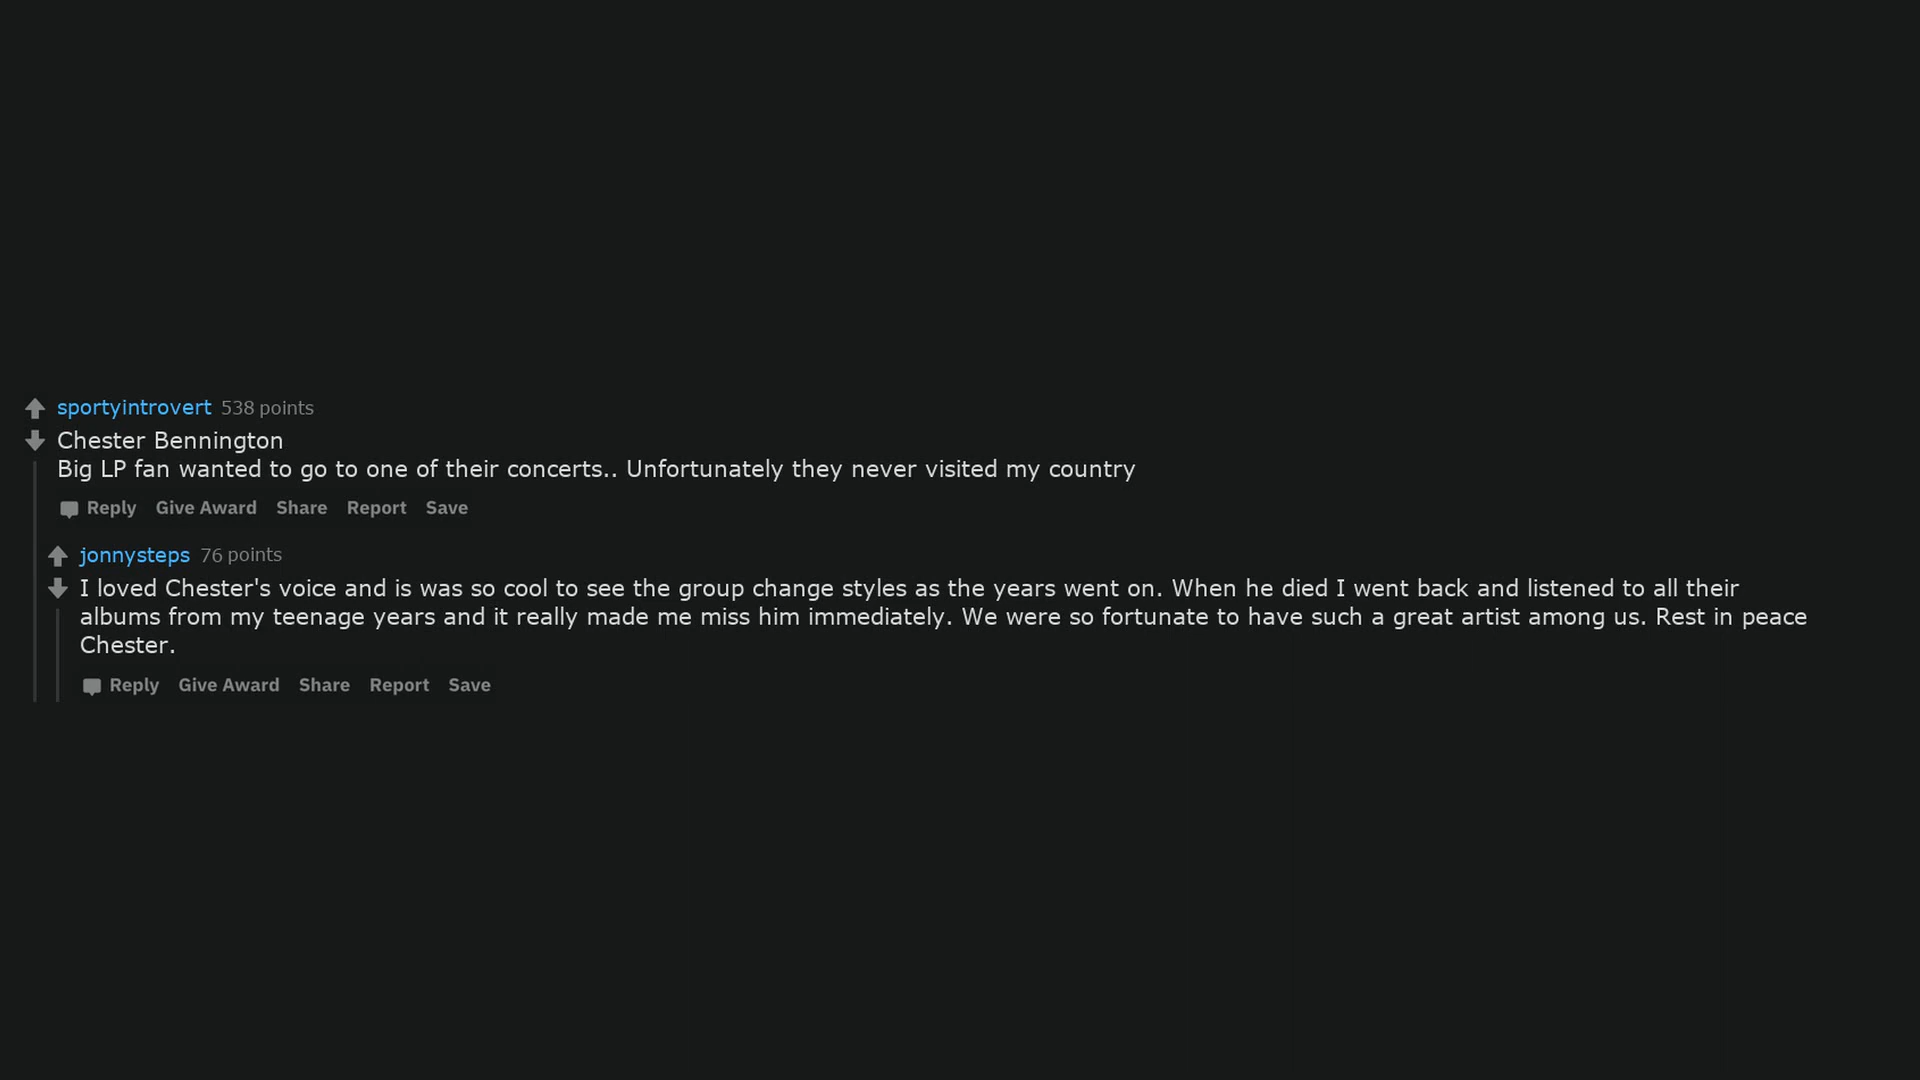 sportyintrovert 538 points
Chester Bennington
Big LP fan wanted to go to one of their concerts.. Unfortunately they never visited my country
Reply Give Award Share Report Save
jonnysteps 76 points
I loved Chester's voice and is was so cool to see the group change styles as the years went on. When he died I went back and listened to all their
albums from my teenage years and it really made me miss him immediately. We were so fortunate to have such a great artist among us. Rest in peace
Chester.
Reply Give Award Share Report Save